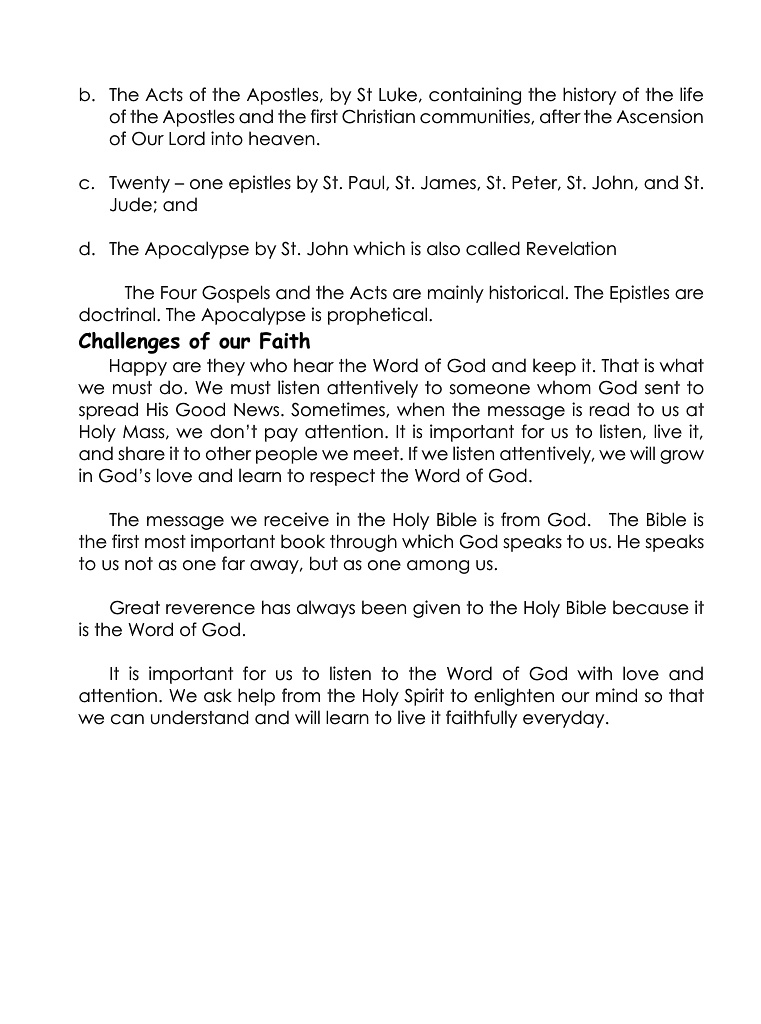 b. The Acts of the Apostles, by St Luke, containing the history of the life
of the Apostles and the first Christian communities, after the Ascension
of Our Lord into heaven.
c. Twenty – one epistles by St. Paul, St. James, St. Peter, St. John, and St.
Jude; and
d. The Apocalypse by St. John which is also called Revelation
The Four Gospels and the Acts are mainly historical. The Epistles are
doctrinal. The Apocalypse is prophetical.
Challenges of our Faith
Happy are they who hear the Word of God and keep it. That is what
we must do. We must listen attentively to someone whom God sent to
spread His Good News. Sometimes, when the message is read to us at
Holy Mass, we don't pay attention. It is important for us to listen, live it,
and share it to other people we meet. If we listen attentively, we will grow
in God's love and learn to respect the Word of God.
The message we receive in the Holy Bible is from God. The Bible is
the first most important book through which God speaks to us. He speaks
to us not as one far away, but as one among us.
Great reverence has always been given to the Holy Bible because it
is the Word of God.
It is important for us to listen to the Word of God with love and
attention. We ask help from the Holy Spirit to enlighten our mind so that
we can understand and will learn to live it faithfully everyday.